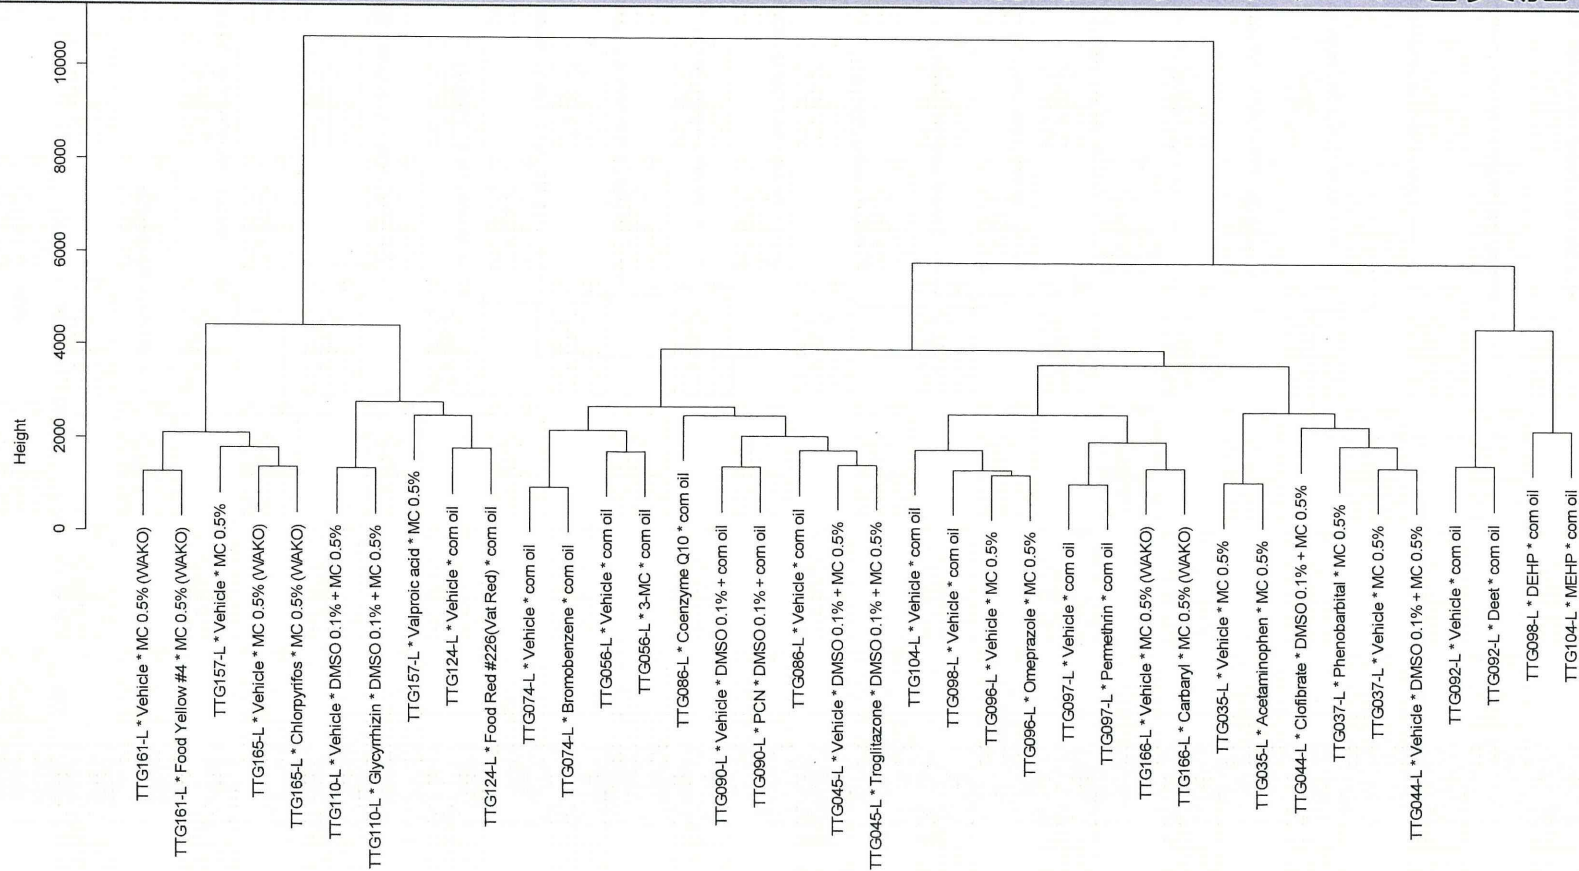 Height
0
2000
4000
6000
8000
10000
TTG161-L * Vehicle * MC 0.5% (WAKO)
TTG161-L * Food Yellow #4 * MC 0.5% (WAKO)
TTG157-L * Vehicle * MC 0.5%
TTG165-L * Vehicle * MC 0.5% (WAKO)
TTG165-L * Chlorpyrifos * MC 0.5% (WAKO)
TTG110-L * Vehicle * DMSO 0.1% + MC 0.5%
TTG110-L * Glycyrrhizin * DMSO 0.1% + MC 0.5%
TTG157-L * Valproic acid * MC 0.5%
TTG124-L * Vehicle * corn oil
TTG124-L * Food Red #226(Vat Red) * corn oil
TTG074-L * Vehicle * corn oil
TTG074-L * Bromobenzene * corn oil
TTG056-L * Vehicle * corn oil
TTG056-L * 3-MC * corn oil
TTG086-L * Coenzyme Q10 * corn oil
TTG090-L * Vehicle * DMSO 0.1% + corn oil
TTG090-L * PCN * DMSO 0.1% + corn oil
TTG086-L * Vehicle * corn oil
TTG045-L * Vehicle * DMSO 0.1% + MC 0.5%
TTG045-L * Troglitazone * DMSO 0.1% + MC 0.5%
TTG104-L * Vehicle * corn oil
TTG098-L * Vehicle * corn oil
TTG096-L * Vehicle * MC 0.5%
TTG096-L * Omeprazole * MC 0.5%
TTG097-L * Vehicle * corn oil
TTG097-L * Permethrin * corn oil
TTG166-L * Vehicle * MC 0.5% (WAKO)
TTG166-L * Carbaryl * MC 0.5% (WAKO)
TTG035-L * Vehicle * MC 0.5%
TTG035-L * Acetaminophen * MC 0.5%
TTG044-L * Clofibrate * DMSO 0.1% + MC 0.5%
TTG037-L * Phenobarbital * MC 0.5%
TTG037-L * Vehicle * MC 0.5%
TTG044-L * Vehicle * DMSO 0.1% + MC 0.5%
TTG092-L * Vehicle * corn oil
TTG092-L * Deet * corn oil
TTG098-L * DEHP * corn oil
TTG104-L * MEHP * corn oil